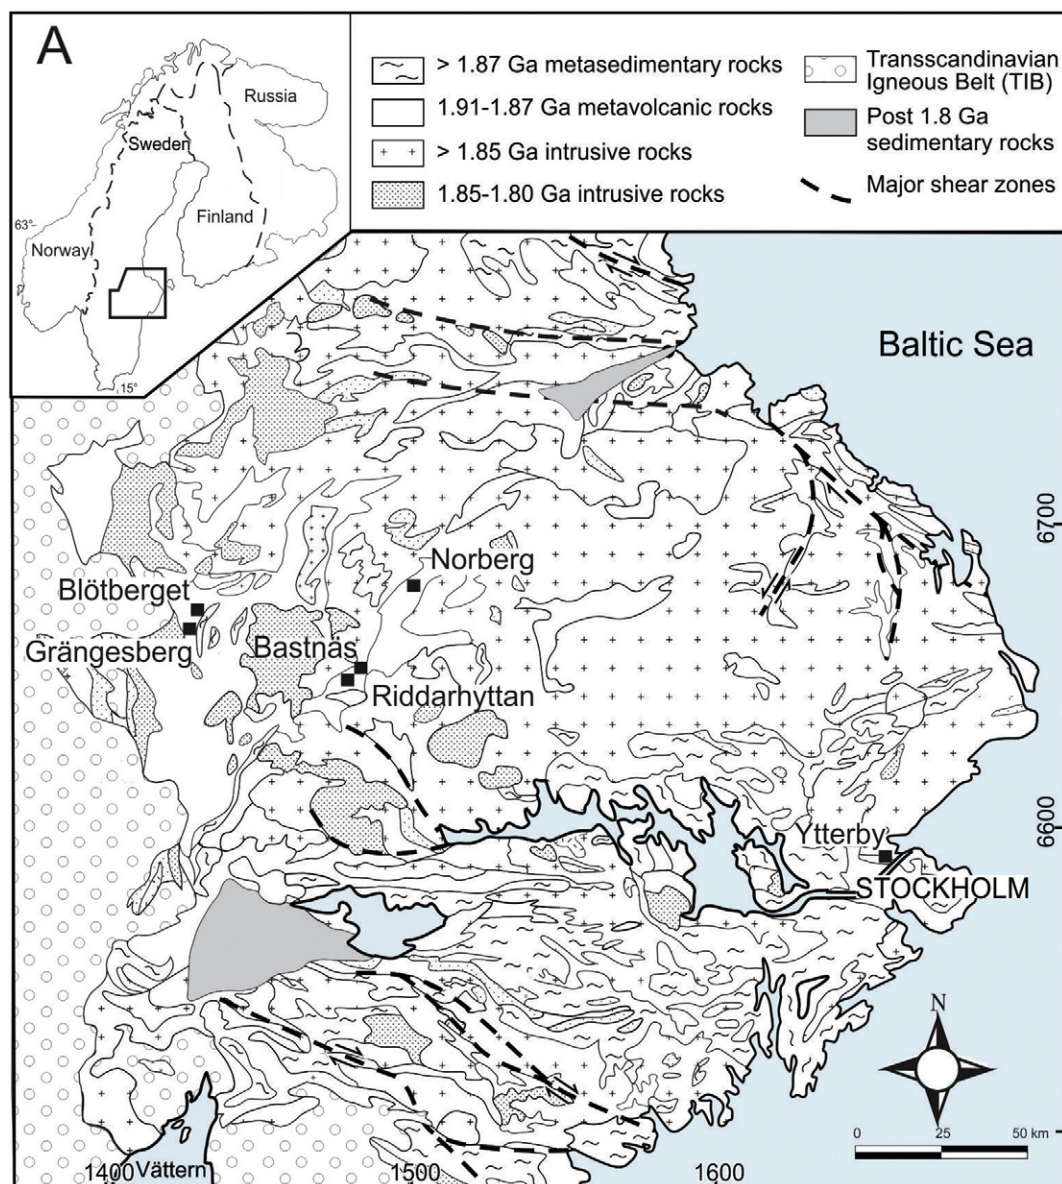 A
Russia
Sweden
Finland
63°
Norway
15°
> 1.87 Ga metasedimentary rocks
1.91-1.87 Ga metavolcanic rocks
> 1.85 Ga intrusive rocks
1.85-1.80 Ga intrusive rocks
Transscandinavian
Igneous Belt (TIB)
Post 1.8 Ga
sedimentary rocks
Major shear zones
Baltic Sea
6700
Norberg
Blötberget
Grängesberg
Bastnäs
Riddarhyttan
6600
Ytterby
STOCKHOLM
N
0 25 50 km
1400
Vättern
1500
1600